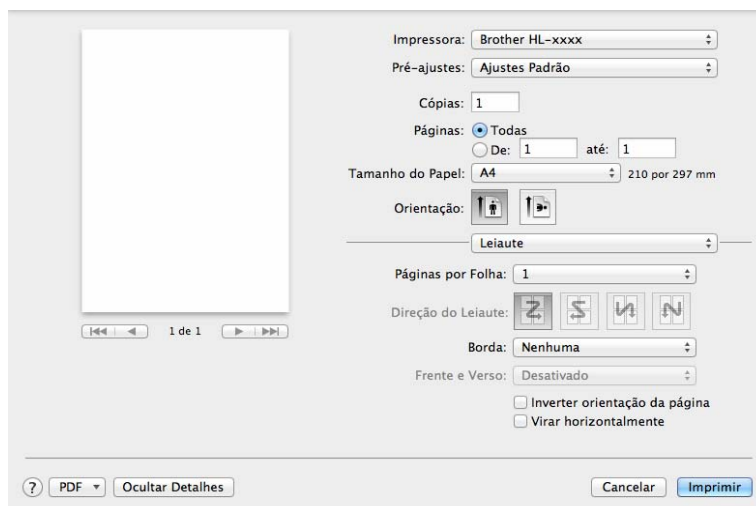 Impressora: Brother HL-xxxx
Pré-ajustes: Ajustes Padrão
Cópias: 1
Páginas: Todas
De: 1 até: 1
Tamanho do Papel: A4 210 por 297 mm
Orientação:
Leiaute
Páginas por Folha: 1
Direção do Leiaute:
1 de 1
Borda: Nenhuma
Frente e Verso: Desativado
Inverter orientação da página
Virar horizontalmente
? PDF Ocultar Detalhes Cancelar Imprimir